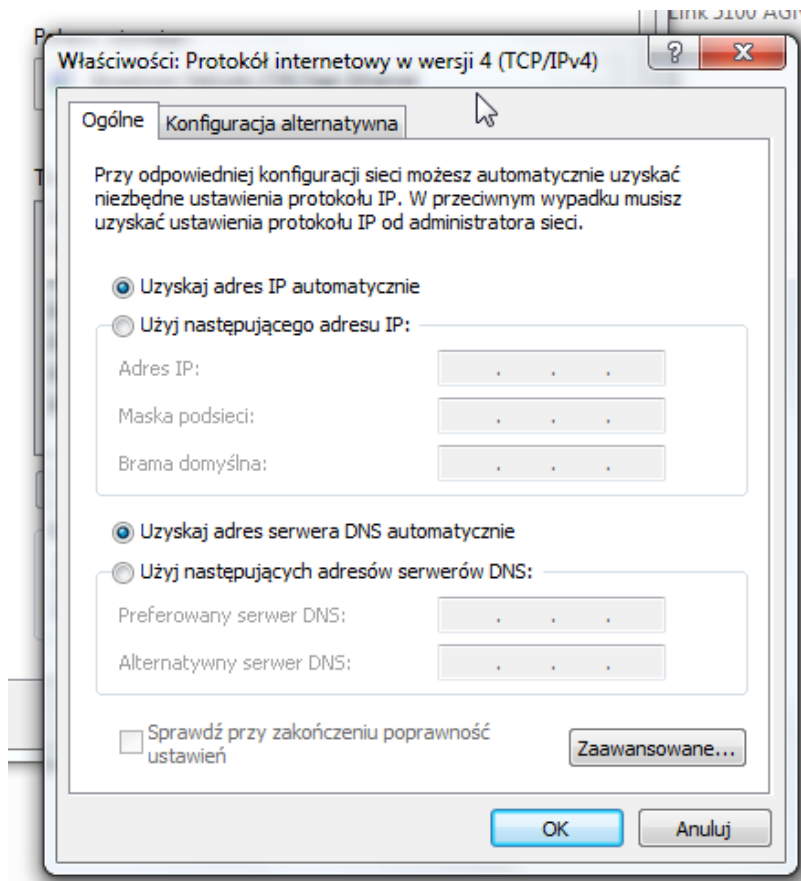 Link 5100 AGN
Właściwości: Protokół internetowy w wersji 4 (TCP/IPv4)
Ogólne
Konfiguracja alternatywna
Przy odpowiedniej konfiguracji sieci możesz automatycznie uzyskać
niezbędne ustawienia protokołu IP. W przeciwnym wypadku musisz
uzyskać ustawienia protokołu IP od administratora sieci.
Uzyskaj adres IP automatycznie
Użyj następującego adresu IP:
Adres IP:
Maska podsieci:
Brama domyślna:
Uzyskaj adres serwera DNS automatycznie
Użyj następujących adresów serwerów DNS:
Preferowany serwer DNS:
Alternatywny serwer DNS:
Sprawdź przy zakończeniu poprawność
ustawień
Zaawansowane...
OK
Anuluj